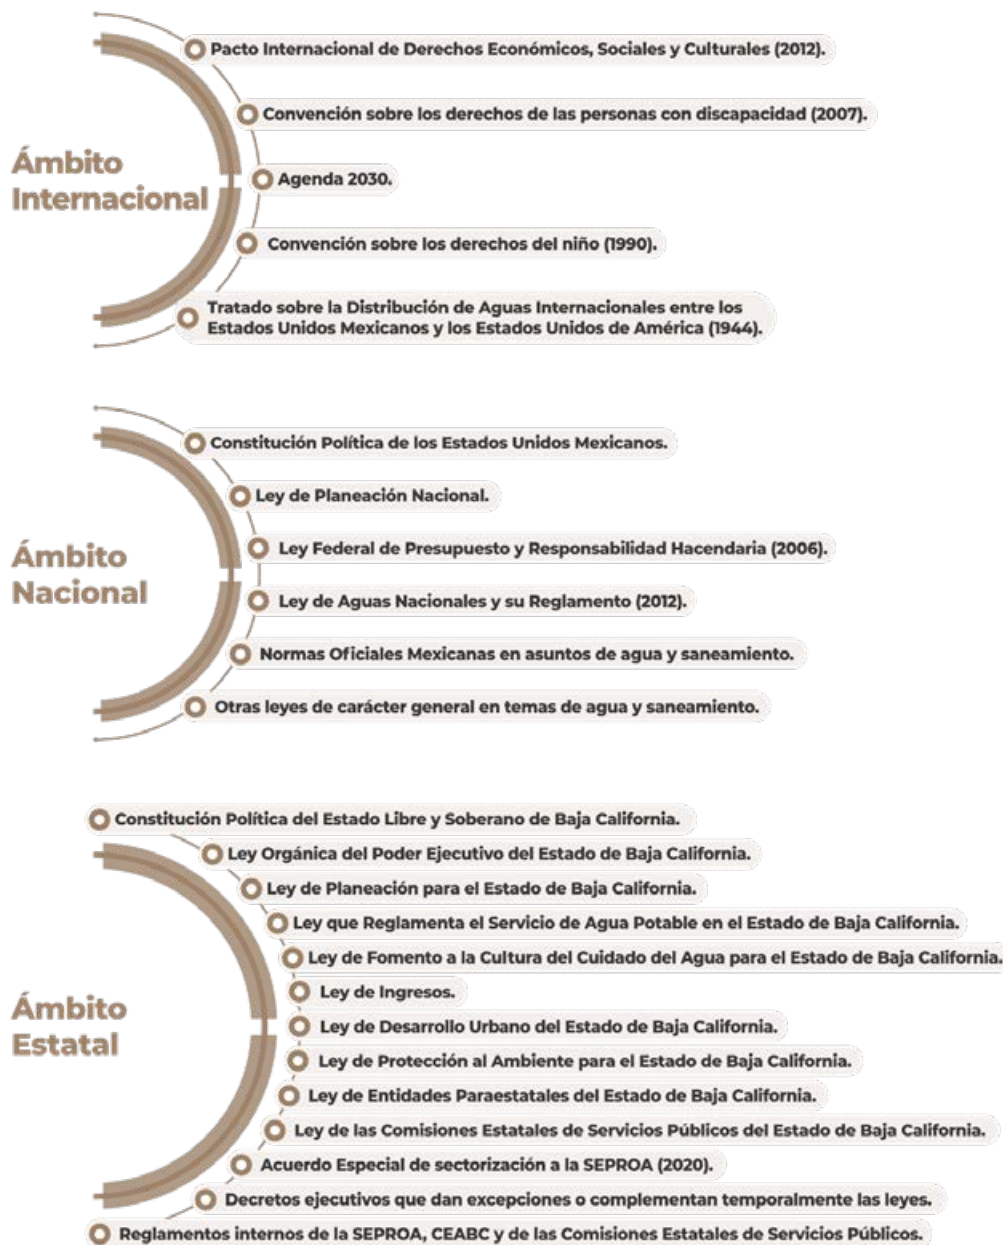 Ámbito
Internacional
Pacto Internacional de Derechos Económicos, Sociales y Culturales (2012).
Convención sobre los derechos de las personas con discapacidad (2007).
Agenda 2030.
Convención sobre los derechos del niño (1990).
Tratado sobre la Distribución de Aguas Internacionales entre los
Estados Unidos Mexicanos y los Estados Unidos de América (1944).
Ámbito
Nacional
Constitución Política de los Estados Unidos Mexicanos.
Ley de Planeación Nacional.
Ley Federal de Presupuesto y Responsabilidad Hacendaria (2006).
Ley de Aguas Nacionales y su Reglamento (2012).
Normas Oficiales Mexicanas en asuntos de agua y saneamiento.
Otras leyes de carácter general en temas de agua y saneamiento.
Ámbito
Estatal
Constitución Política del Estado Libre y Soberano de Baja California.
Ley Orgánica del Poder Ejecutivo del Estado de Baja California.
Ley de Planeación para el Estado de Baja California.
Ley que Reglamenta el Servicio de Agua Potable en el Estado de Baja California.
Ley de Fomento a la Cultura del Cuidado del Agua para el Estado de Baja California.
Ley de Ingresos.
Ley de Desarrollo Urbano del Estado de Baja California.
Ley de Protección al Ambiente para el Estado de Baja California.
Ley de Entidades Paraestatales del Estado de Baja California.
Ley de las Comisiones Estatales de Servicios Públicos del Estado de Baja California.
Acuerdo Especial de sectorización a la SEPROA (2020).
Decretos ejecutivos que dan excepciones o complementan temporalmente las leyes.
Reglamentos internos de la SEPROA, CEABC y de las Comisiones Estatales de Servicios Públicos.